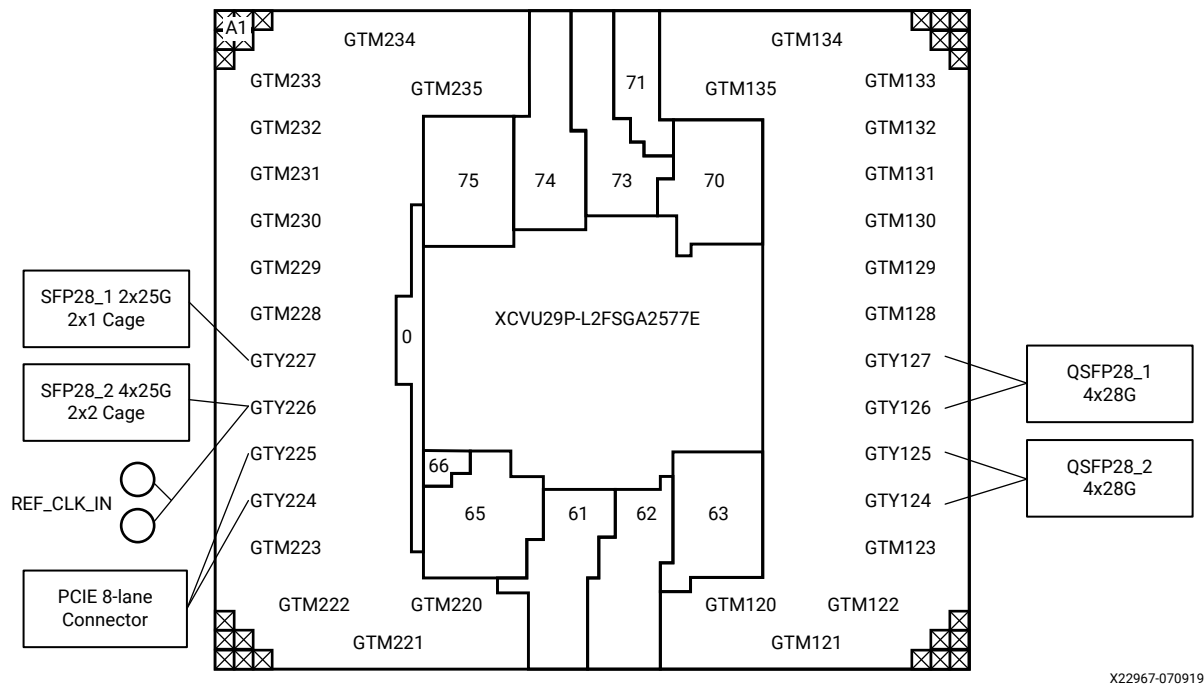 A1
GTM234
GTM134
GTM233
GTM235
71
GTM135
GTM133
GTM232
GTM132
GTM231
75
74
73
70
GTM131
GTM230
GTM130
GTM229
GTM129
SFP28_1 2x25G
2x1 Cage
GTM228
0
XCVU29P-L2FSGA2577E
GTM128
GTY227
GTY127
QSFP28_1
4x28G
SFP28_2 4x25G
2x2 Cage
GTY226
GTY126
GTY225
66
GTY125
QSFP28_2
4x28G
REF_CLK_IN
GTY224
65
61
62
63
GTY124
GTM223
GTM123
PCIE 8-lane
Connector
GTM222
GTM220
GTM120
GTM122
GTM221
GTM121
X22967-070919